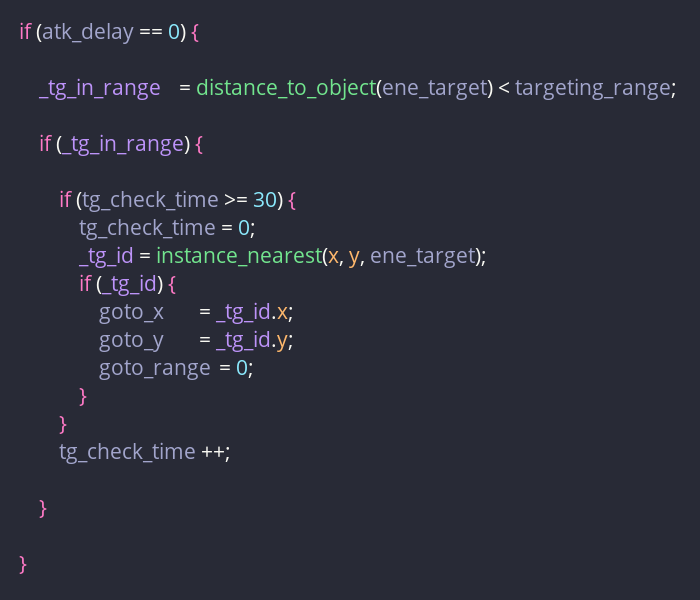 if (atk_delay == 0) {
_tg_in_range = distance_to_object(ene_target) < targeting_range;
if (_tg_in_range) {
if (tg_check_time >= 30) {
tg_check_time = 0;
_tg_id = instance_nearest(x, y, ene_target);
if (_tg_id) {
goto_x = _tg_id.x;
goto_y = _tg_id.y;
goto_range = 0;
}
}
tg_check_time ++;
}
}